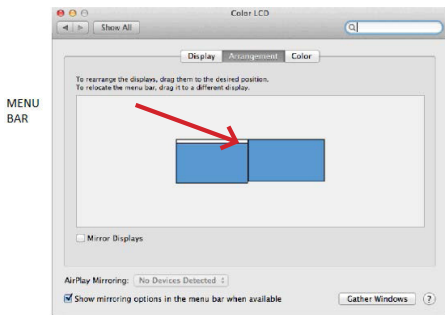 Color LCD
Show All
Display Arrangement Color
To rearrange the displays, drag them to the desired position.
To relocate the menu bar, drag it to a different display.
MENU
BAR
Mirror Displays
AirPlay Mirroring: No Devices Detected
Show mirroring options in the menu bar when available
Gather Windows ?